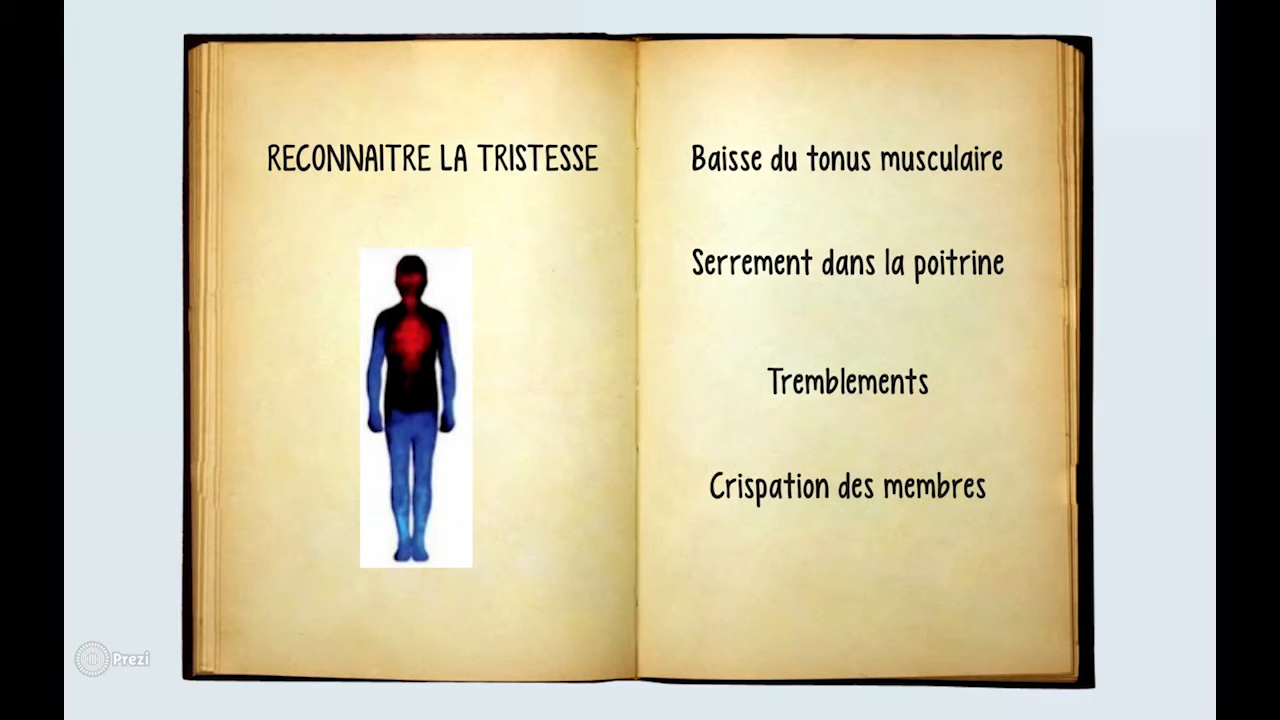 RECONNAITRE LA TRISTESSE
Baisse du tonus musculaire
Serrement dans la poitrine
Tremblements
Crispation des membres
Prezi